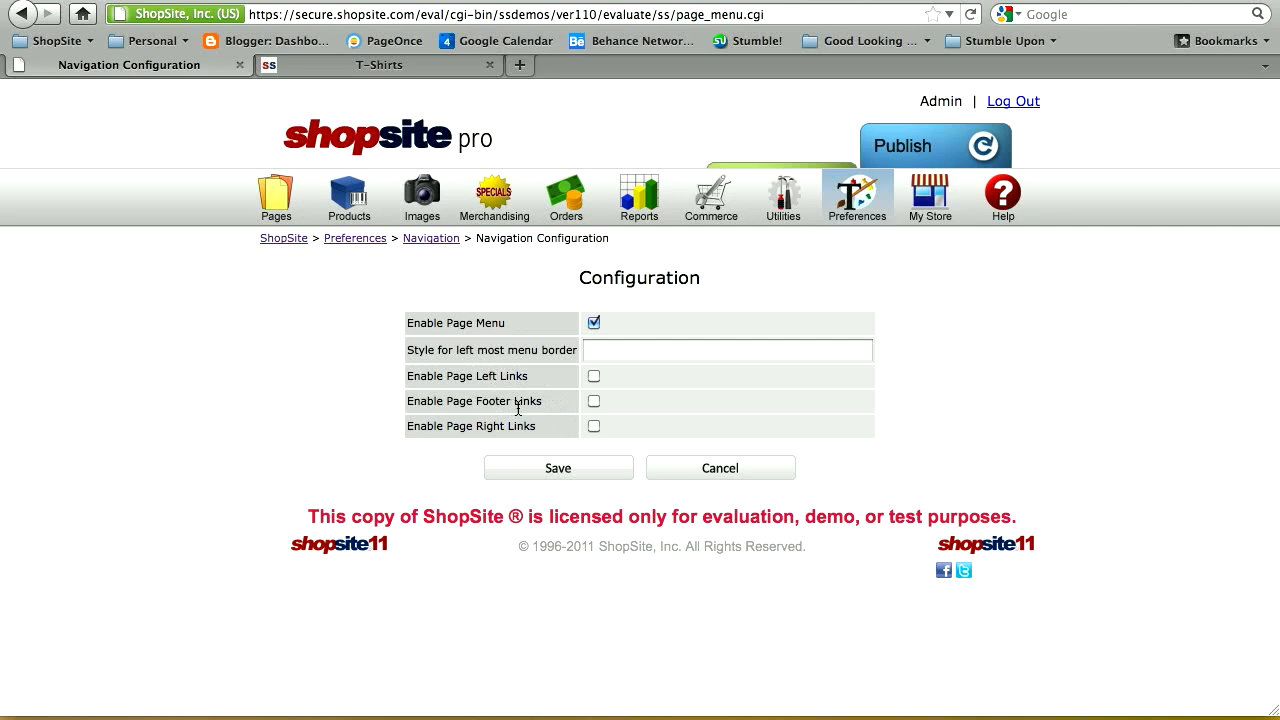 ShopSite, Inc. (US) https://secure.shopsite.com/eval/cgi-bin/ssdemos/ver110/evaluate/ss/page_menu.cgi Google
ShopSite Personal Blogger: Dashbo... PageOnce 4 Google Calendar Bē Behance Networ... Stumble! Good Looking ... Stumble Upon Bookmarks
Navigation Configuration SS T-Shirts
Admin | Log Out
shopsite pro
Publish
SPECIALS
Pages Products Images Merchandising Orders Reports Commerce Utilities Preferences My Store Help
ShopSite > Preferences > Navigation > Navigation Configuration
Configuration
Enable Page Menu
Style for left most menu border
Enable Page Left Links
Enable Page Footer Links
Enable Page Right Links
Save Cancel
This copy of ShopSite ® is licensed only for evaluation, demo, or test purposes.
shopsite11 © 1996-2011 ShopSite, Inc. All Rights Reserved. shopsite11